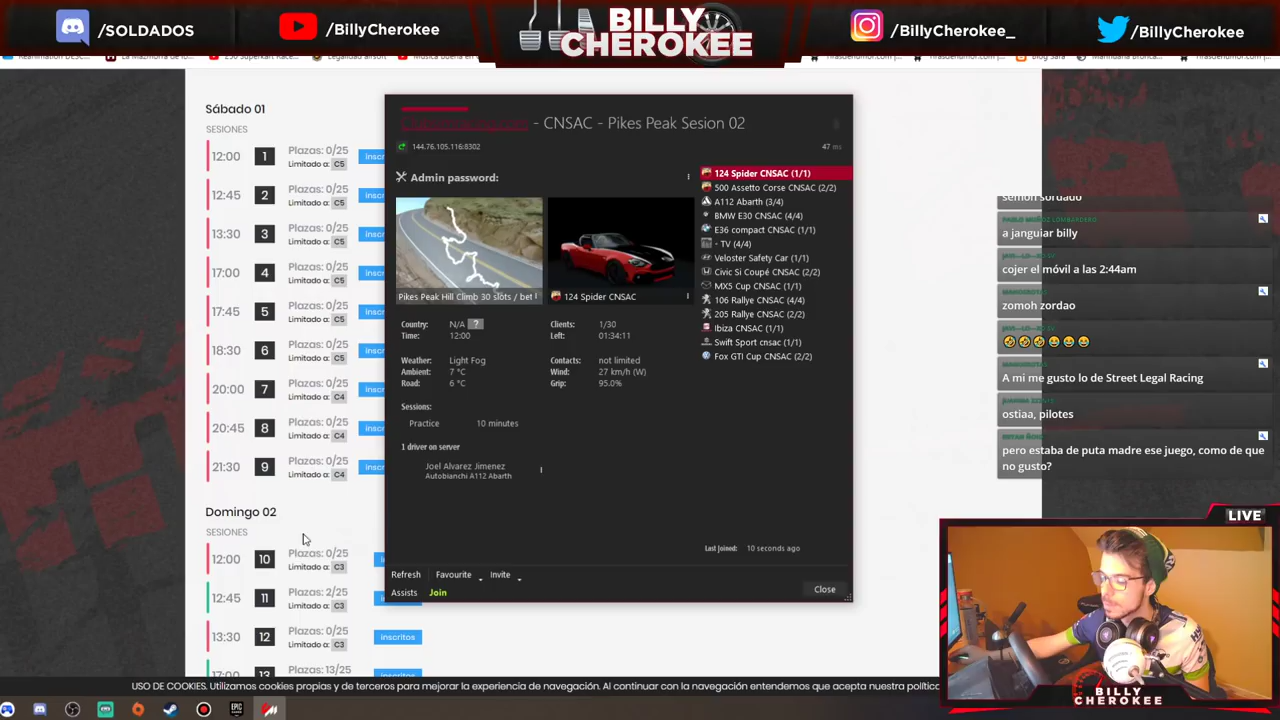 /SOLDADOS
/BillyCherokee
BILLY
CHEROKEE
/BillyCherokee_
/BillyCherokee
Sábado 01
SESIONES
12:00 1 Plazas: 0/25
Limitado a: C5
12:45 2 Plazas: 0/25
Limitado a: C5
13:30 3 Plazas: 0/25
Limitado a: C5
17:00 4 Plazas: 0/25
Limitado a: C5
17:45 5 Plazas: 0/25
Limitado a: C5
18:30 6 Plazas: 0/25
Limitado a: C5
20:00 7 Plazas: 0/25
Limitado a: C4
20:45 8 Plazas: 0/25
Limitado a: C4
21:30 9 Plazas: 0/25
Limitado a: C4
Domingo 02
SESIONES
12:00 10 Plazas: 0/25
Limitado a: C3
12:45 11 Plazas: 2/25
Limitado a: C3
13:30 12 Plazas: 0/25 inscritos
Limitado a: C3
Plazas: 13/25
- CNSAC - Pikes Peak Sesion 02
144.76.105.116:8302 47 ms
Admin password:
Pikes Peak Hill Climb 30 slots / bet
124 Spider CNSAC
Country: N/A ?
Time: 12:00
Weather: Light Fog
Ambient: 7 °C
Road: 6 °C
Clients: 1/30
Left: 01:34:11
Contacts: not limited
Wind: 27 km/h (W)
Grip: 95.0%
Sessions:
Practice 10 minutes
1 driver on server
Joel Alvarez Jimenez
Autobianchi A112 Abarth
124 Spider CNSAC (1/1)
500 Assetto Corse CNSAC (2/2)
A112 Abarth (3/4)
BMW E30 CNSAC (4/4)
E36 compact CNSAC (1/1)
- TV (4/4)
Veloster Safety Car (1/1)
Civic Si Coupé CNSAC (2/2)
MX5 Cup CNSAC (1/1)
106 Rallye CNSAC (4/4)
205 Rallye CNSAC (2/2)
Ibiza CNSAC (1/1)
Swift Sport cnsac (1/1)
Fox GTI Cup CNSAC (2/2)
Last Joined: 10 seconds ago
Refresh Favourite Invite
Assists Join
Close
semon sordado
a janguiar billy
cojer el móvil a las 2:44am
zomoh zordao
A mi me gusto lo de Street Legal Racing
ostiaa, pilotes
pero estaba de puta madre ese juego, como de que
no gusto?
LIVE
BILLY
CHEROKEE
USO DE COOKIES. Utilizamos cookies propias y de terceros para mejorar la experiencia de navegación. Al continuar con la navegación entendemos que acepta nuestra política